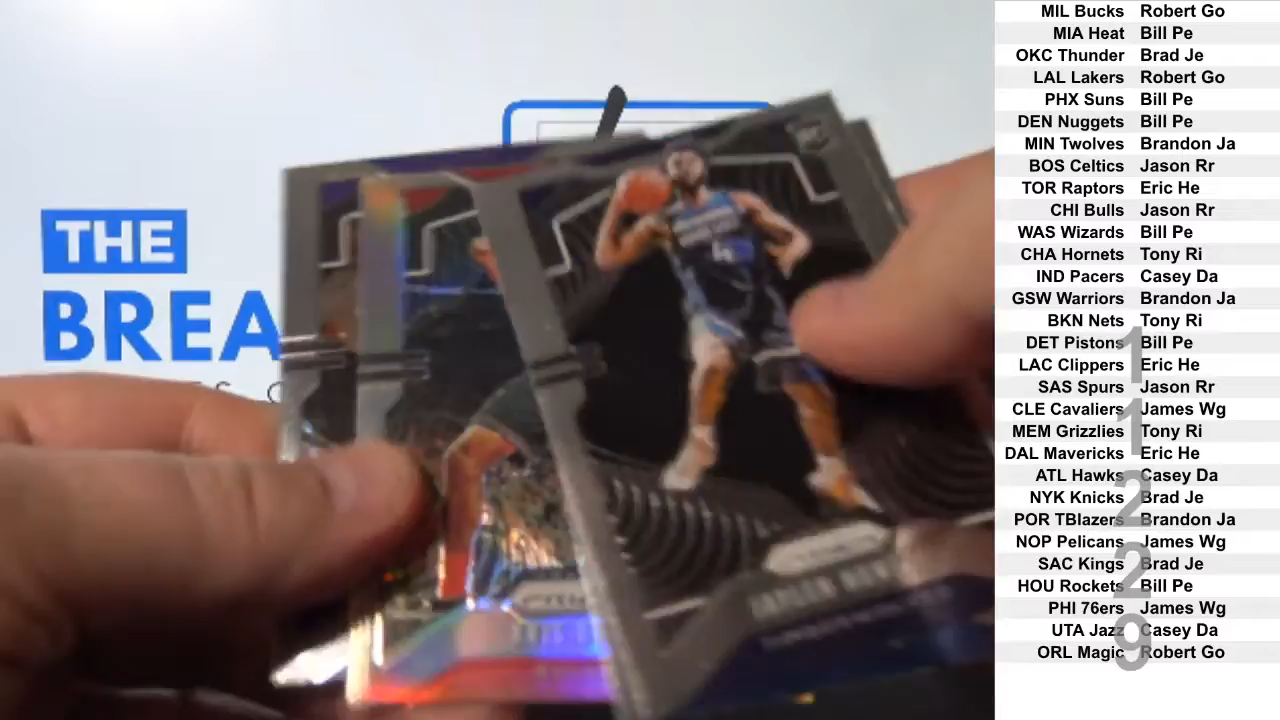 THE
BREA
MIL Bucks Robert Go
MIA Heat Bill Pe
OKC Thunder Brad Je
LAL Lakers Robert Go
PHX Suns Bill Pe
DEN Nuggets Bill Pe
MIN Twolves Brandon Ja
BOS Celtics Jason Rr
TOR Raptors Eric He
CHI Bulls Jason Rr
WAS Wizards Bill Pe
CHA Hornets Tony Ri
IND Pacers Casey Da
GSW Warriors Brandon Ja
BKN Nets Tony Ri
DET Pistons Bill Pe
LAC Clippers Eric He
SAS Spurs Jason Rr
CLE Cavaliers James Wg
MEM Grizzlies Tony Ri
DAL Mavericks Eric He
ATL Hawks Casey Da
NYK Knicks Brad Je
POR TBlazers Brandon Ja
NOP Pelicans James Wg
SAC Kings Brad Je
HOU Rockets Bill Pe
PHI 76ers James Wg
UTA Jazz Casey Da
ORL Magic Robert Go
1
1
2
2
9